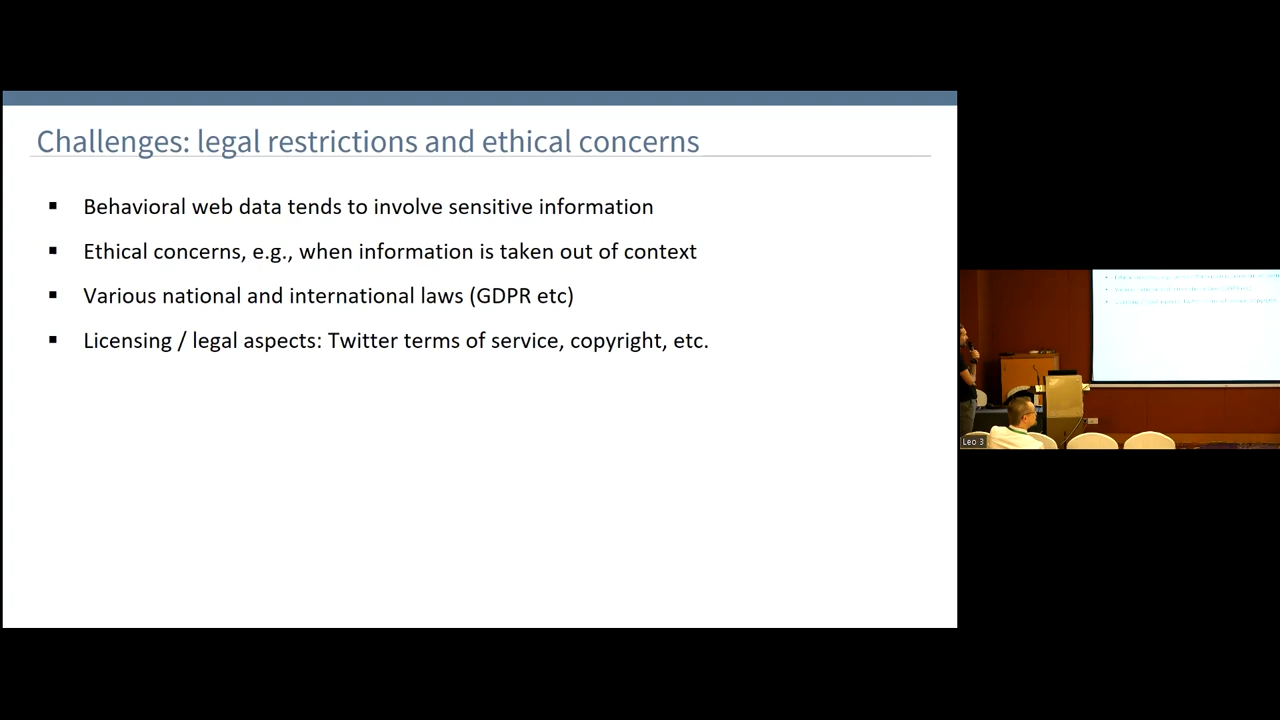 Challenges: legal restrictions and ethical concerns
▪ Behavioral web data tends to involve sensitive information
▪ Ethical concerns, e.g., when information is taken out of context
▪ Various national and international laws (GDPR etc)
▪ Licensing / legal aspects: Twitter terms of service, copyright, etc.
Leo 3